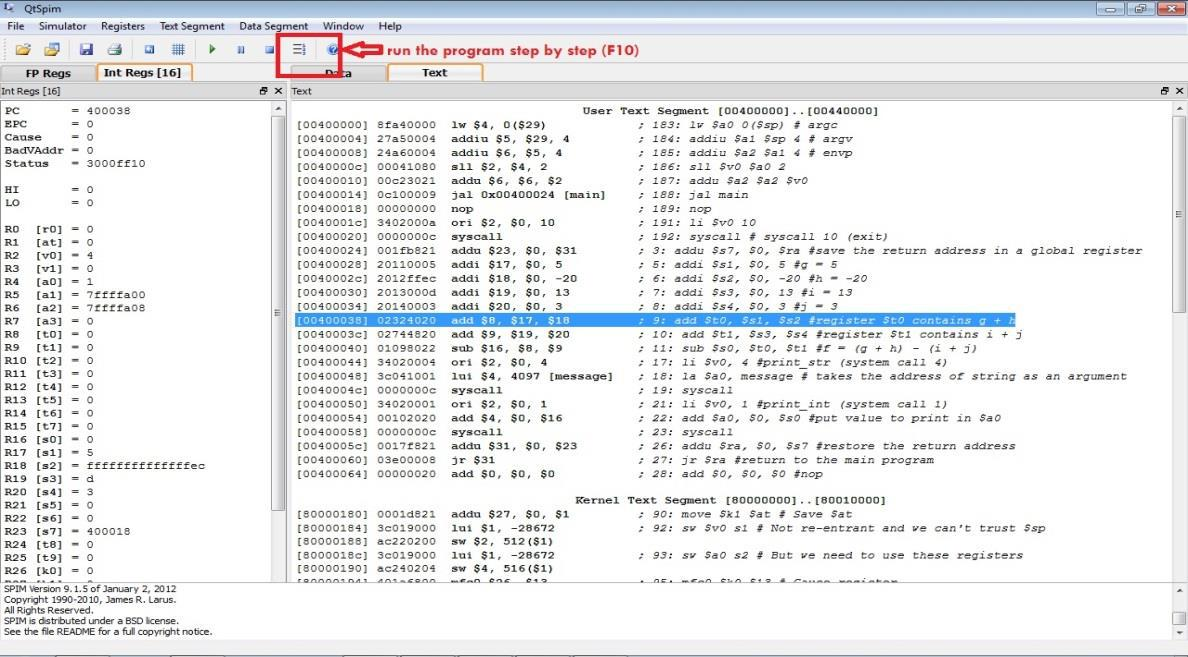 QtSpim
File Simulator Registers Text Segment Data Segment Window Help
run the program step by step (F10)
FP Regs Int Regs [16] Data Text
Int Regs [16]
PC = 400038
EPC = 0
Cause = 0
BadVAddr = 0
Status = 3000ff10
HI = 0
LO = 0
R0 [r0] = 0
R1 [at] = 0
R2 [v0] = 4
R3 [v1] = 0
R4 [a0] = 1
R5 [a1] = 7ffffa00
R6 [a2] = 7ffffa08
R7 [a3] = 0
R8 [t0] = 0
R9 [t1] = 0
R10 [t2] = 0
R11 [t3] = 0
R12 [t4] = 0
R13 [t5] = 0
R14 [t6] = 0
R15 [t7] = 0
R16 [s0] = 0
R17 [s1] = 5
R18 [s2] = ffffffffffffffec
R19 [s3] = d
R20 [s4] = 3
R21 [s5] = 0
R22 [s6] = 0
R23 [s7] = 400018
R24 [t8] = 0
R25 [t9] = 0
R26 [k0] = 0
Text
User Text Segment [00400000]..[00440000]
[00400000] 8fa40000 lw $4, 0($29) ; 183: lw $a0 0($sp) # argc
[00400004] 27a50004 addiu $5, $29, 4 ; 184: addiu $a1 $sp 4 # argv
[00400008] 24a60004 addiu $6, $5, 4 ; 185: addiu $a2 $a1 4 # envp
[0040000c] 00041080 sll $2, $4, 2 ; 186: sll $v0 $a0 2
[00400010] 00c23021 addu $6, $6, $2 ; 187: addu $a2 $a2 $v0
[00400014] 0c100009 jal 0x00400024 [main] ; 188: jal main
[00400018] 00000000 nop ; 189: nop
[0040001c] 3402000a ori $2, $0, 10 ; 191: li $v0 10
[00400020] 0000000c syscall ; 192: syscall # syscall 10 (exit)
[00400024] 001fb821 addu $23, $0, $31 ; 3: addu $s7, $0, $ra #save the return address in a global register
[00400028] 20110005 addi $17, $0, 5 ; 5: addi $s1, $0, 5 #g = 5
[0040002c] 2012ffec addi $18, $0, -20 ; 6: addi $s2, $0, -20 #h = -20
[00400030] 2013000d addi $19, $0, 13 ; 7: addi $s3, $0, 13 #i = 13
[00400034] 20140003 addi $20, $0, 3 ; 8: addi $s4, $0, 3 #j = 3
[00400038] 02324020 add $8, $17, $18 ; 9: add $t0, $s1, $s2 #register $t0 contains g + h
[0040003c] 02744820 add $9, $19, $20 ; 10: add $t1, $s3, $s4 #register $t1 contains i + j
[00400040] 01098022 sub $16, $8, $9 ; 11: sub $s0, $t0, $t1 #f = (g + h) - (i + j)
[00400044] 34020004 ori $2, $0, 4 ; 17: li $v0, 4 #print_str (system call 4)
[00400048] 3c041001 lui $4, 4097 [message] ; 18: la $a0, message # takes the address of string as an argument
[0040004c] 0000000c syscall ; 19: syscall
[00400050] 34020001 ori $2, $0, 1 ; 21: li $v0, 1 #print_int (system call 1)
[00400054] 00102020 add $4, $0, $16 ; 22: add $a0, $0, $s0 #put value to print in $a0
[00400058] 0000000c syscall ; 23: syscall
[0040005c] 0017f821 addu $31, $0, $23 ; 26: addu $ra, $0, $s7 #restore the return address
[00400060] 03e00008 jr $31 ; 27: jr $ra #return to the main program
[00400064] 00000020 add $0, $0, $0 ; 28: add $0, $0, $0 #nop
Kernel Text Segment [80000000]..[80010000]
[80000180] 0001d821 addu $27, $0, $1 ; 90: move $k1 $at # Save $at
[80000184] 3c019000 lui $1, -28672 ; 92: sw $v0 s1 # Not re-entrant and we can't trust $sp
[80000188] ac220200 sw $2, 512($1)
[8000018c] 3c019000 lui $1, -28672 ; 93: sw $a0 s2 # But we need to use these registers
[80000190] ac240204 sw $4, 516($1)
SPIM Version 9.1.5 of January 2, 2012
Copyright 1990-2010, James R. Larus.
All Rights Reserved.
SPIM is distributed under a BSD license.
See the file README for a full copyright notice.